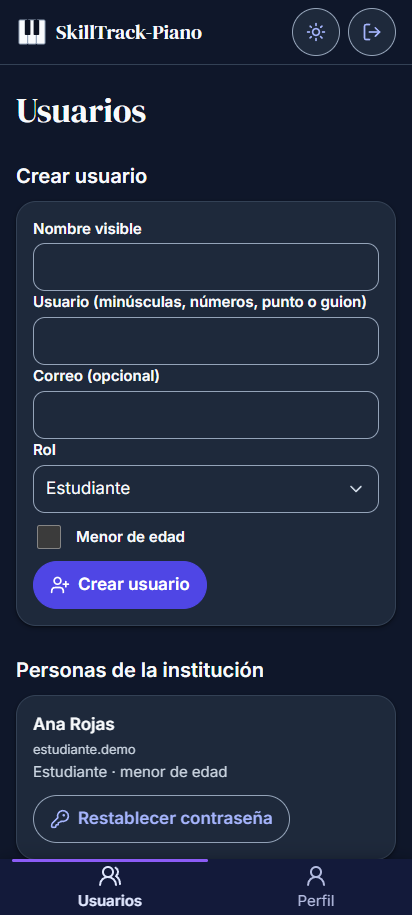 SkillTrack-Piano
Usuarios
Crear usuario
Nombre visible
Usuario (minúsculas, números, punto o guion)
Correo (opcional)
Rol
Estudiante
Menor de edad
Crear usuario
Personas de la institución
Ana Rojas
estudiante.demo
Estudiante · menor de edad
Restablecer contraseña
Usuarios
Perfil